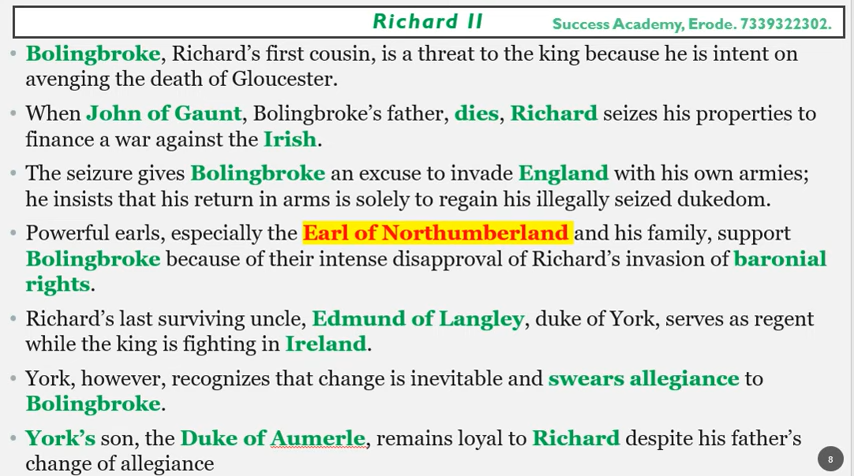 Richard II
Success Academy, Erode. 7339322302.
• Bolingbroke, Richard’s first cousin, is a threat to the king because he is intent on
avenging the death of Gloucester.
• When John of Gaunt, Bolingbroke’s father, dies, Richard seizes his properties to
finance a war against the Irish.
• The seizure gives Bolingbroke an excuse to invade England with his own armies;
he insists that his return in arms is solely to regain his illegally seized dukedom.
• Powerful earls, especially the Earl of Northumberland and his family, support
Bolingbroke because of their intense disapproval of Richard’s invasion of baronial
rights.
• Richard’s last surviving uncle, Edmund of Langley, duke of York, serves as regent
while the king is fighting in Ireland.
• York, however, recognizes that change is inevitable and swears allegiance to
Bolingbroke.
• York’s son, the Duke of Aumerle, remains loyal to Richard despite his father’s
change of allegiance
8